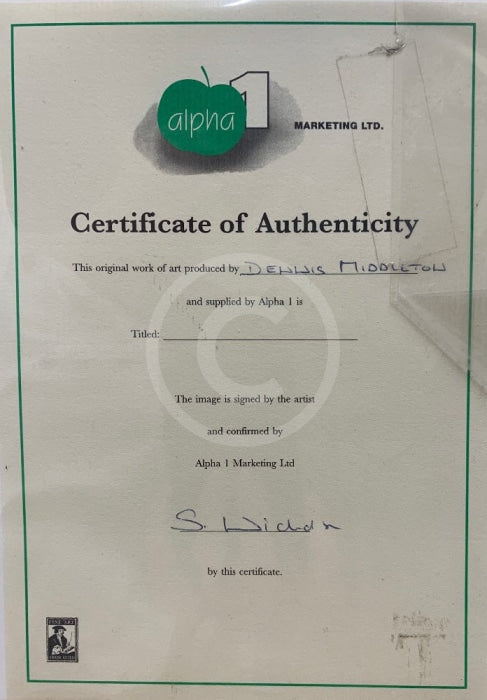 alpha 1
MARKETING LTD.
Certificate of Authenticity
This original work of art produced by DENNIS MIDDLETON
and supplied by Alpha 1 is
Titled:
The image is signed by the artist
and confirmed by
Alpha 1 Marketing Ltd
by this certificate.
FINE ART